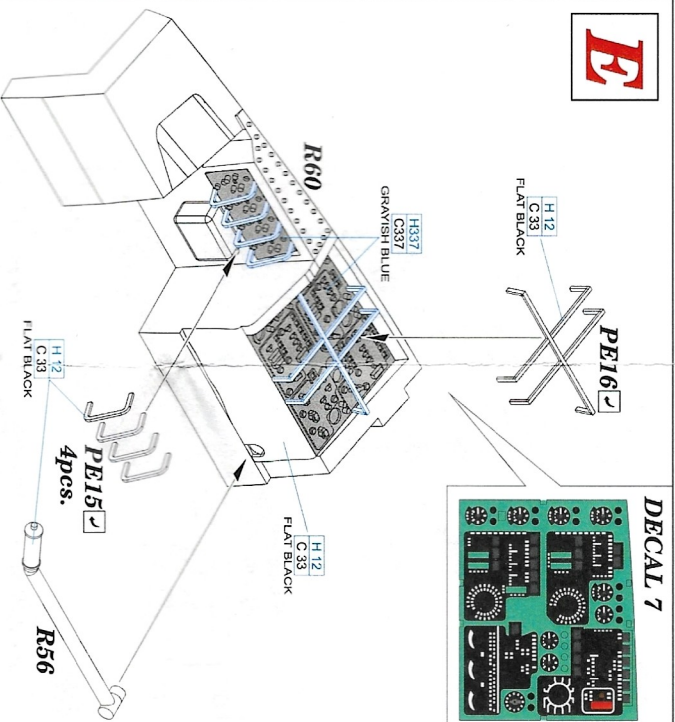 E
H 12
C 33
FLAT BLACK
PE16
R60
H337
C337
GRAYISH BLUE
DECAL 7
H 12
C 33
FLAT BLACK
PE15
4pcs.
H 12
C 33
FLAT BLACK
R56